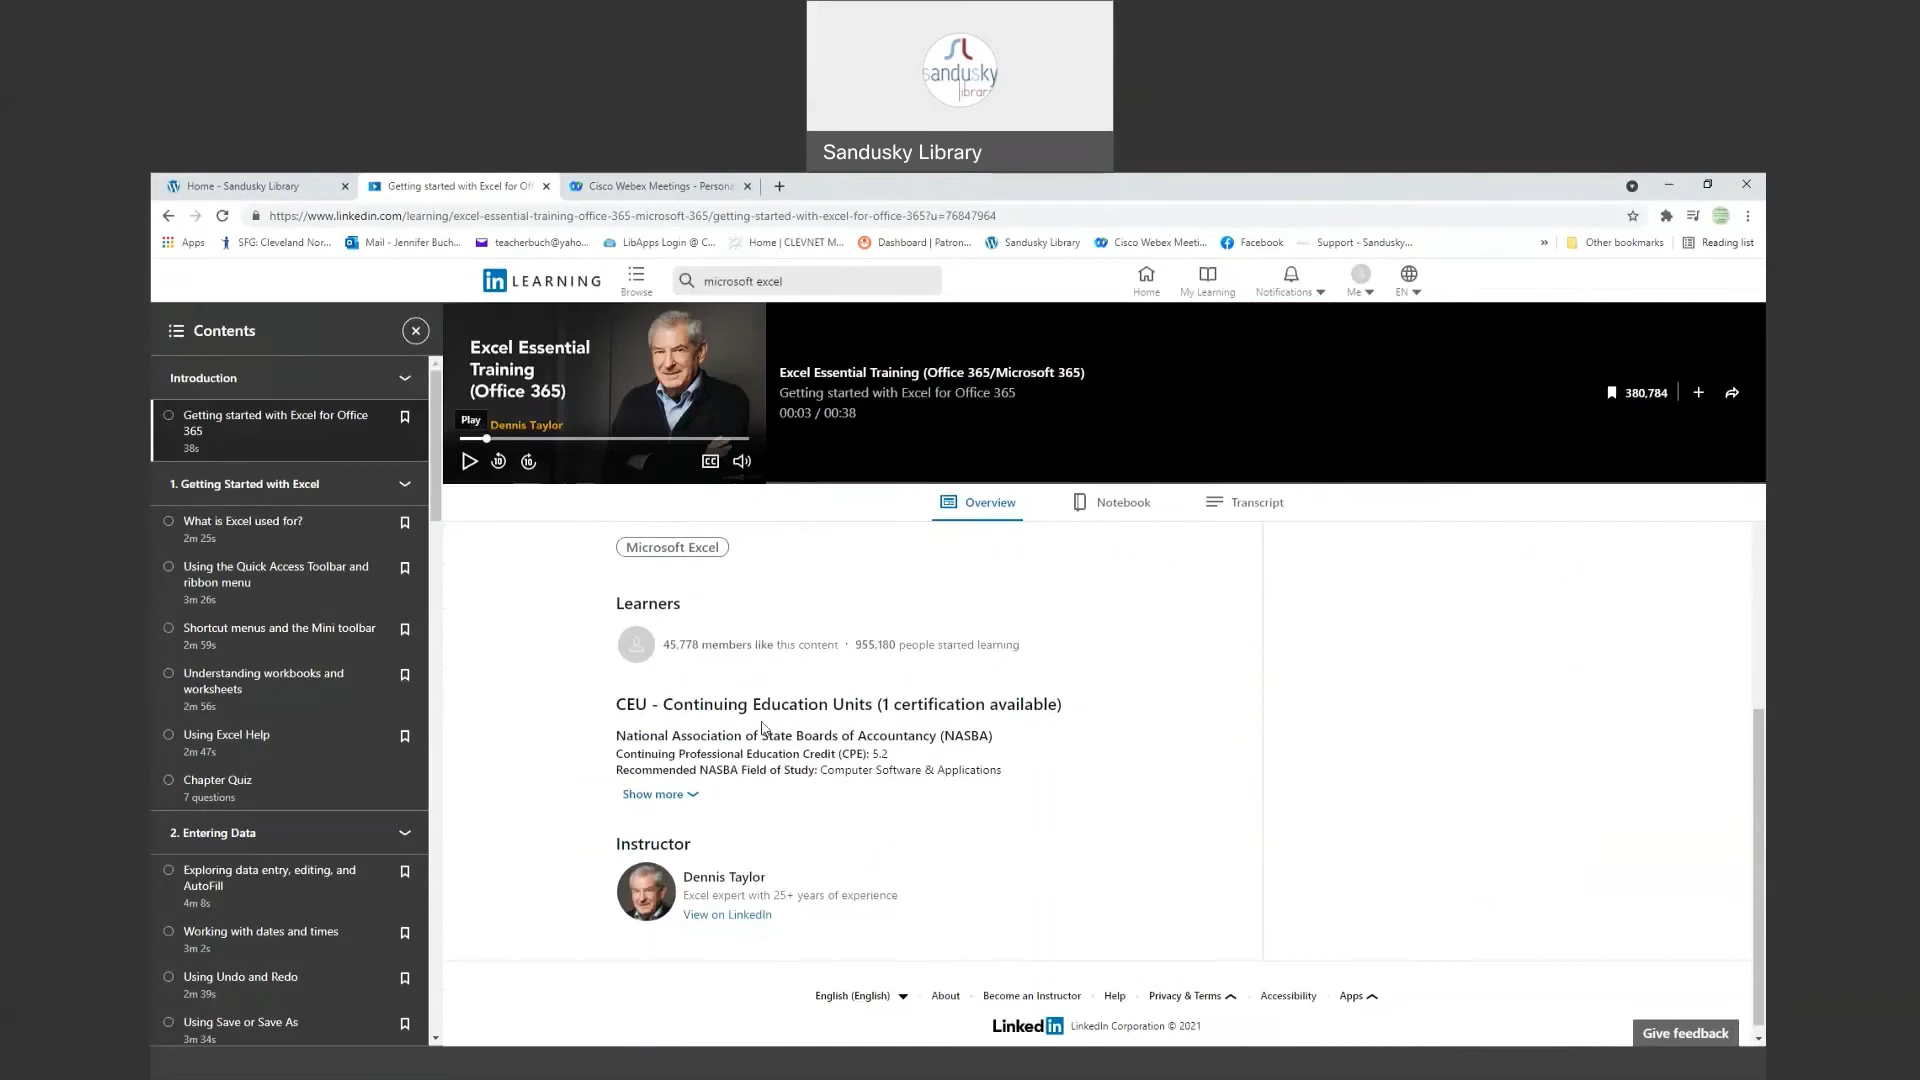 sandusky
library
Sandusky Library
Home - Sandusky Library
Getting started with Excel for Off
Cisco Webex Meetings - Persona
https://www.linkedin.com/learning/excel-essential-training-office-365-microsoft-365/getting-started-with-excel-for-office-365?u=76847964
Apps
SFG: Cleveland Nor...
Mail - Jennifer Buch...
teacherbuch@yaho...
LibApps Login @ C...
Home | CLEVNET M...
Dashboard | Patron...
Sandusky Library
Cisco Webex Meeti...
Facebook
Support - Sandusky...
»
Other bookmarks
Reading list
in LEARNING
Browse
microsoft excel
Home
My Learning
Notifications
Me
EN
Contents
Introduction
Getting started with Excel for Office
365
38s
1. Getting Started with Excel
What is Excel used for?
2m 25s
Using the Quick Access Toolbar and
ribbon menu
3m 26s
Shortcut menus and the Mini toolbar
2m 59s
Understanding workbooks and
worksheets
2m 56s
Using Excel Help
2m 47s
Chapter Quiz
7 questions
2. Entering Data
Exploring data entry, editing, and
AutoFill
4m 8s
Working with dates and times
3m 2s
Using Undo and Redo
2m 39s
Using Save or Save As
3m 34s
Excel Essential
Training
(Office 365)
Play
Dennis Taylor
10
10
CC
Excel Essential Training (Office 365/Microsoft 365)
Getting started with Excel for Office 365
00:03 / 00:38
380,784
Overview
Notebook
Transcript
Microsoft Excel
Learners
45,778 members like this content · 955,180 people started learning
CEU - Continuing Education Units (1 certification available)
National Association of State Boards of Accountancy (NASBA)
Continuing Professional Education Credit (CPE): 5.2
Recommended NASBA Field of Study: Computer Software & Applications
Show more
Instructor
Dennis Taylor
Excel expert with 25+ years of experience
View on LinkedIn
English (English)
About
Become an Instructor
Help
Privacy & Terms
Accessibility
Apps
LinkedIn LinkedIn Corporation © 2021
Give feedback